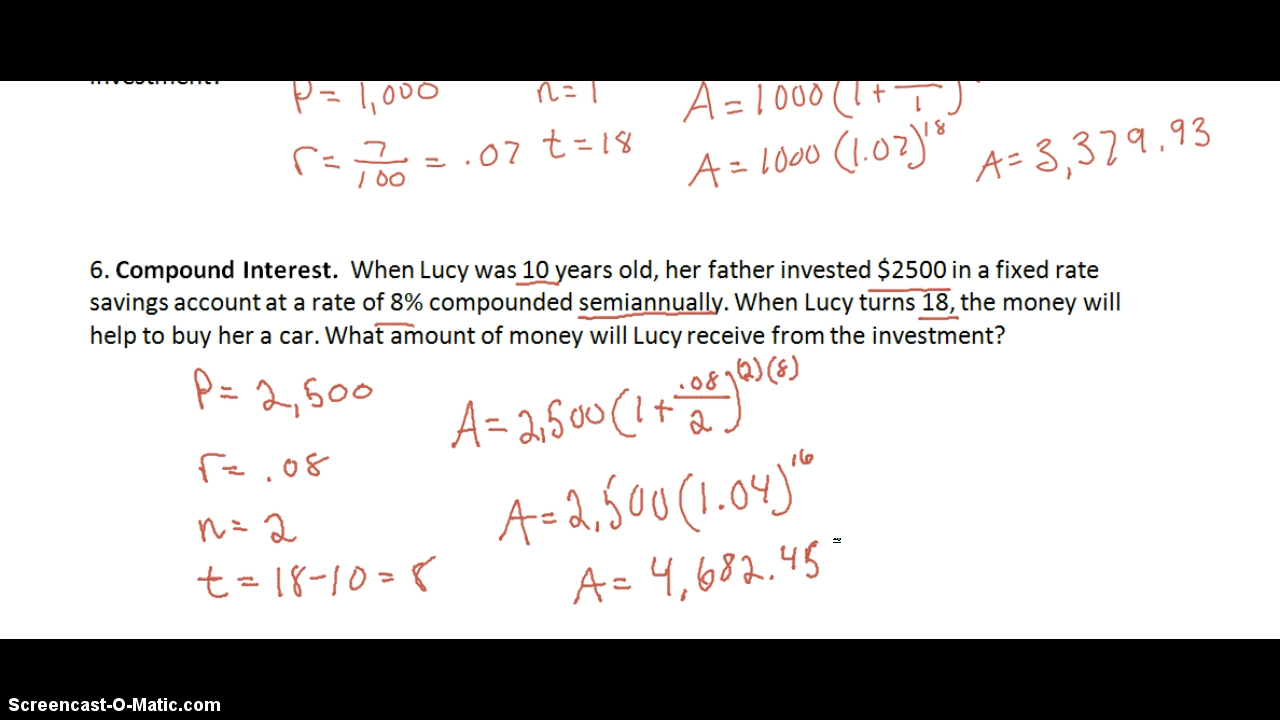 investment?
P = 1,000 n = 1 A = 1000 (1 + /1)
r = 7/100 = .07 t = 18 A = 1000 (1.07)^18 A = 3,379.93
6. Compound Interest. When Lucy was 10 years old, her father invested $2500 in a fixed rate
savings account at a rate of 8% compounded semiannually. When Lucy turns 18, the money will
help to buy her a car. What amount of money will Lucy receive from the investment?
P = 2,500 A = 2,500 (1 + .08/2)^(2)(8)
r = .08
n = 2 A = 2,500 (1.04)^16
t = 18 - 10 = 8 A = 4,682.45
Screencast-O-Matic.com